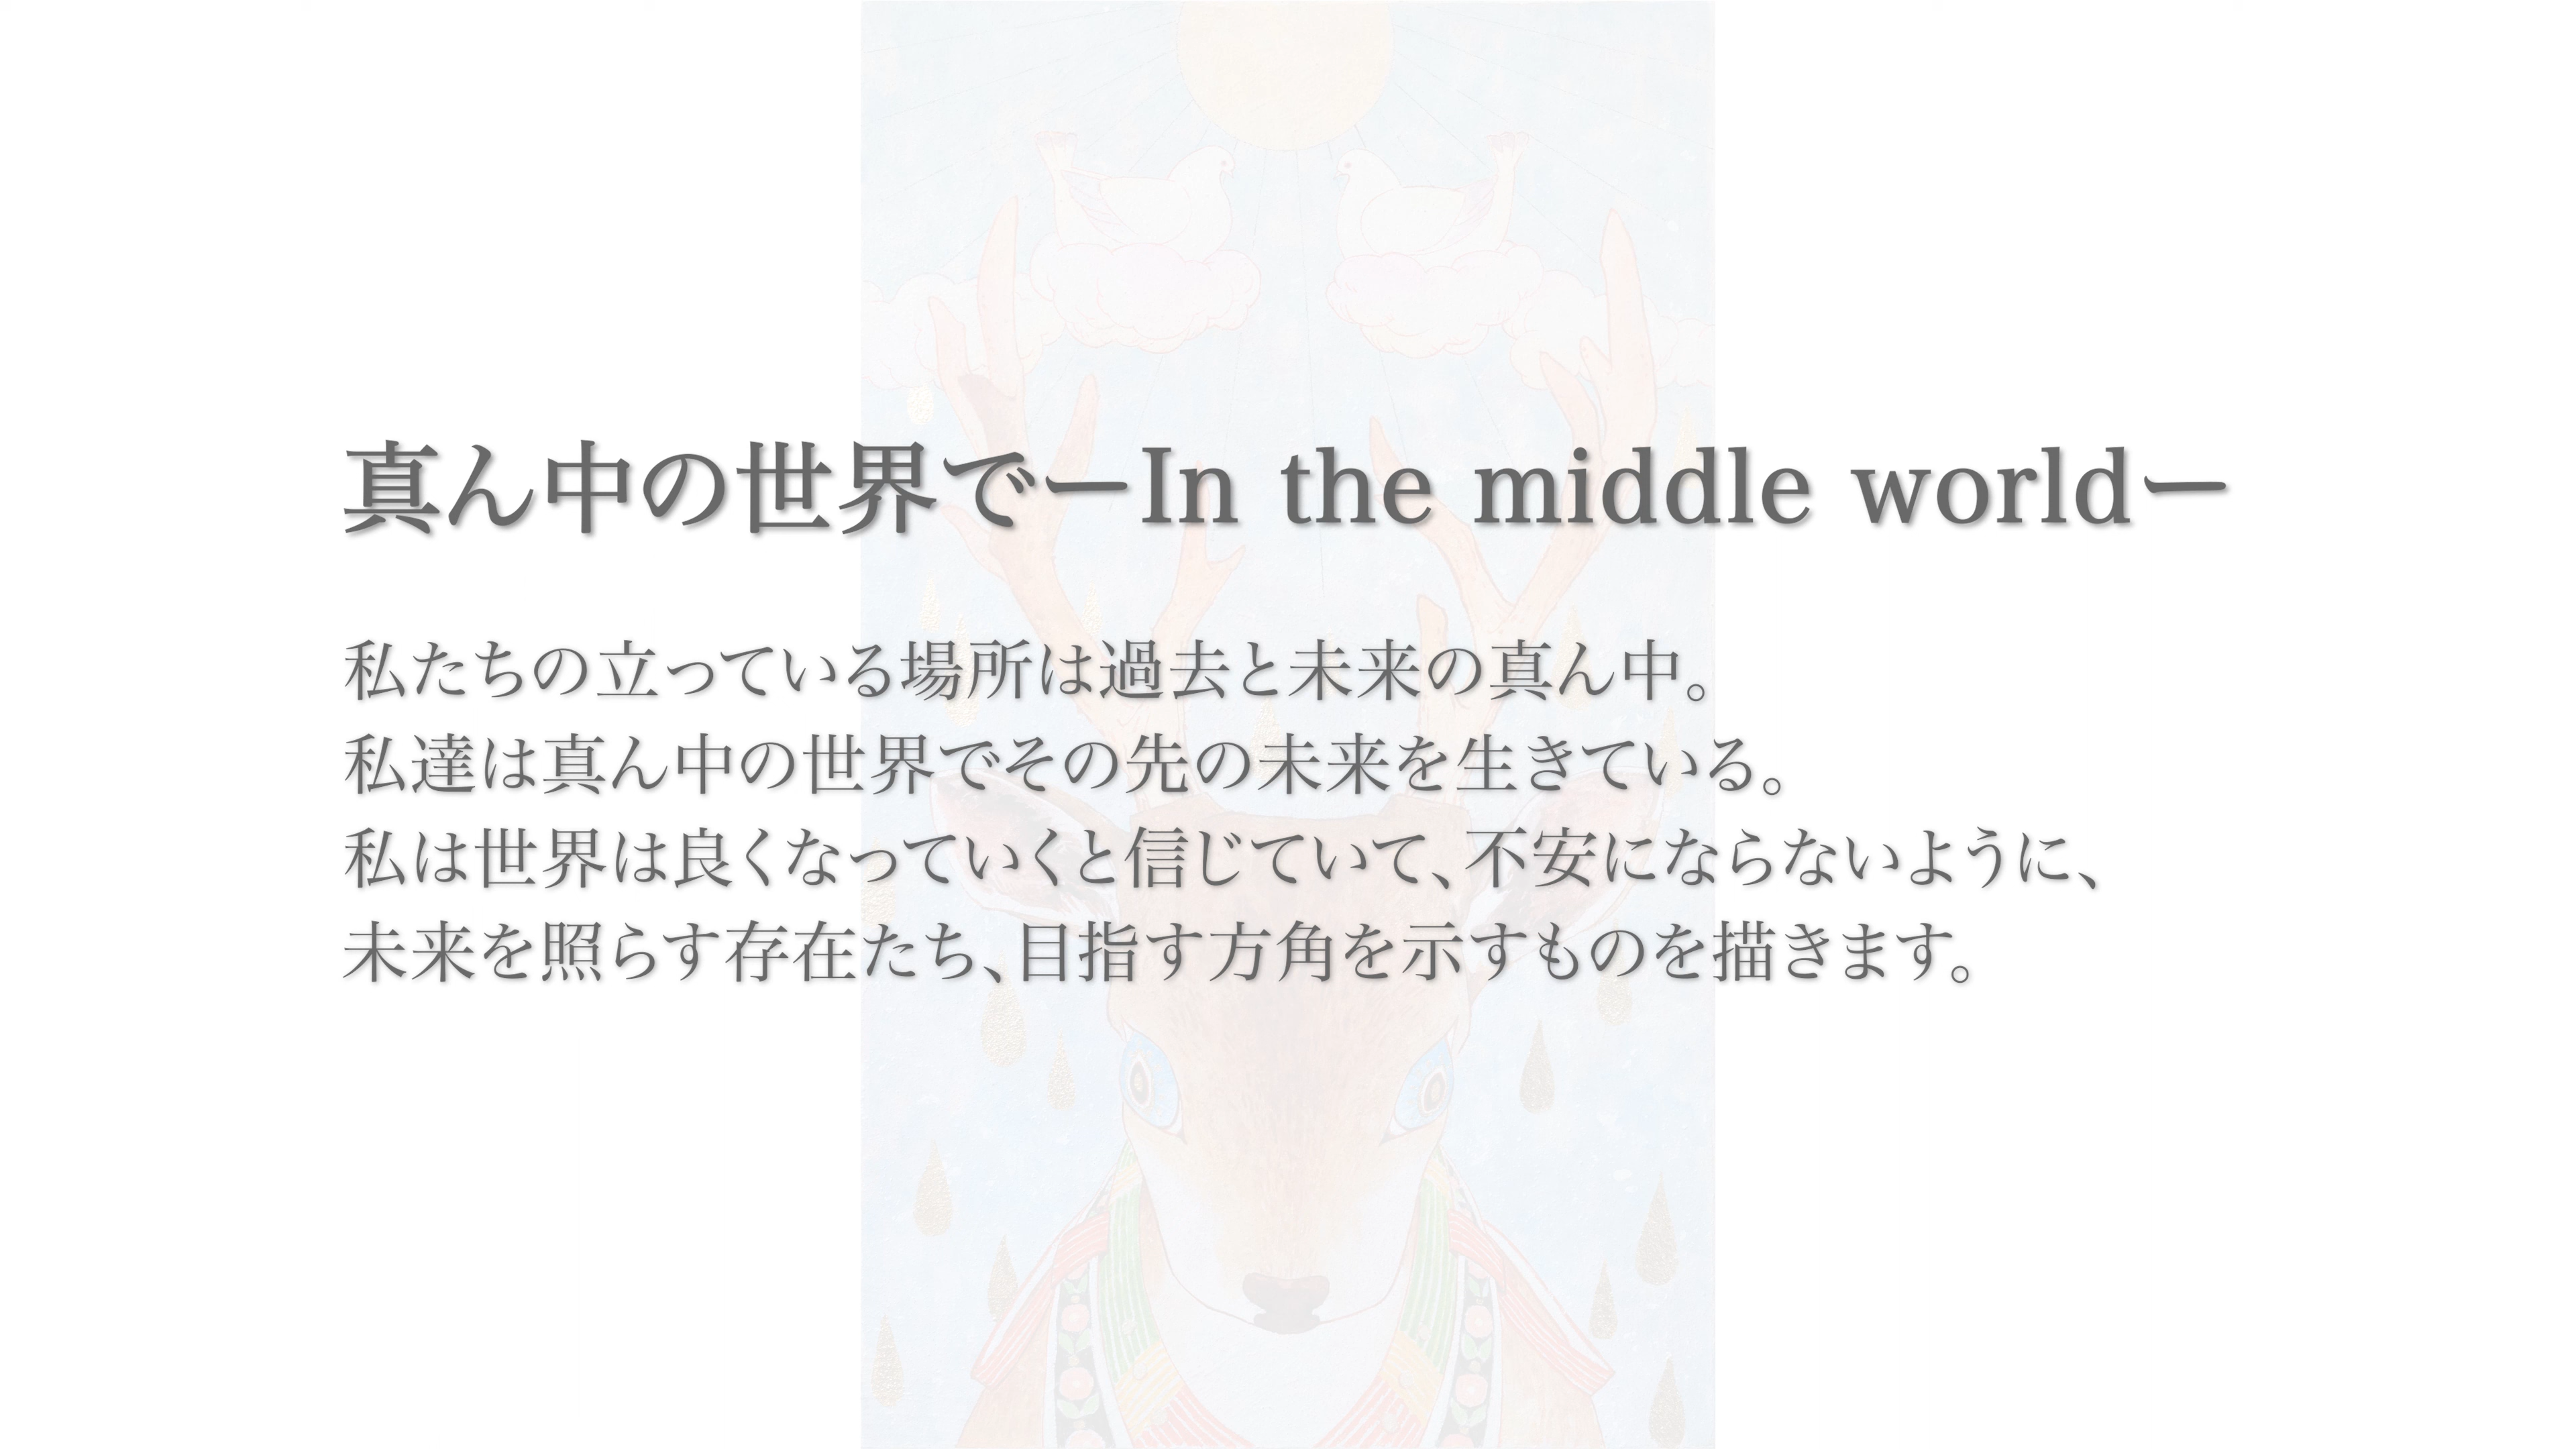 真ん中の世界でーIn the middle worldー
私たちの立っている場所は過去と未来の真ん中。
私達は真ん中の世界でその先の未来を生きている。
私は世界は良くなっていくと信じていて、不安にならないように、
未来を照らす存在たち、目指す方角を示すものを描きます。